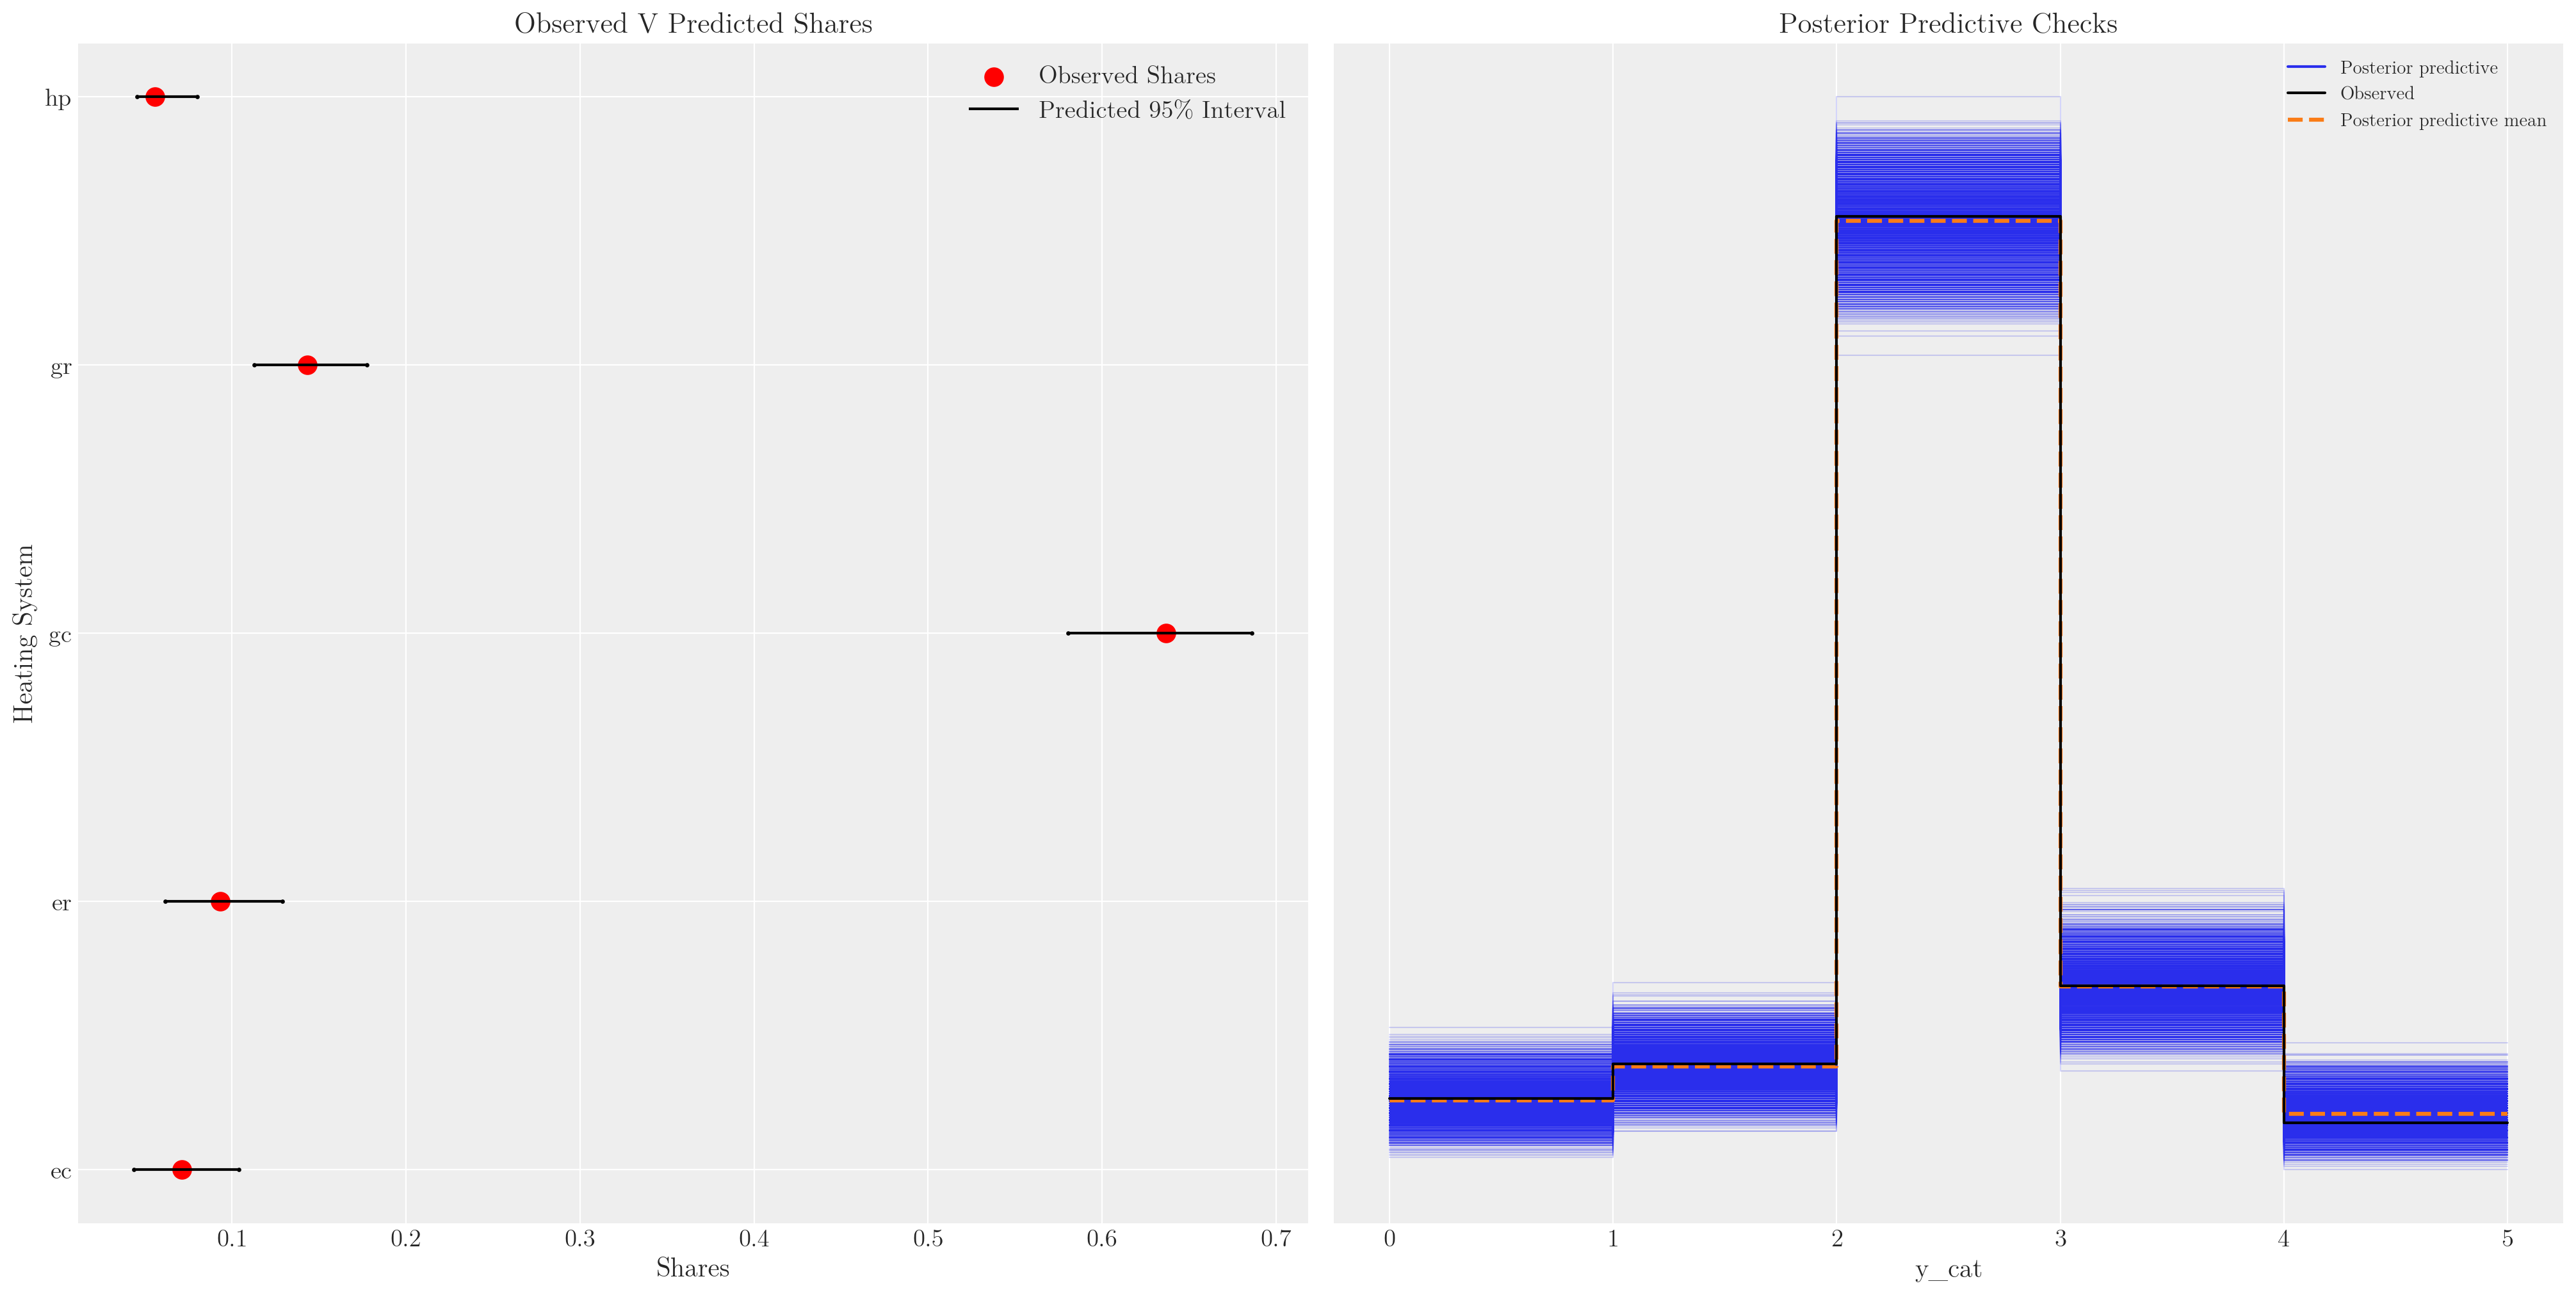 Observed V Predicted Shares
Observed Shares
Predicted 95% Interval
Heating System
hp
gr
gc
er
ec
0.1 0.2 0.3 0.4 0.5 0.6 0.7
Shares
Posterior Predictive Checks
Posterior predictive
Observed
Posterior predictive mean
0 1 2 3 4 5
y_cat